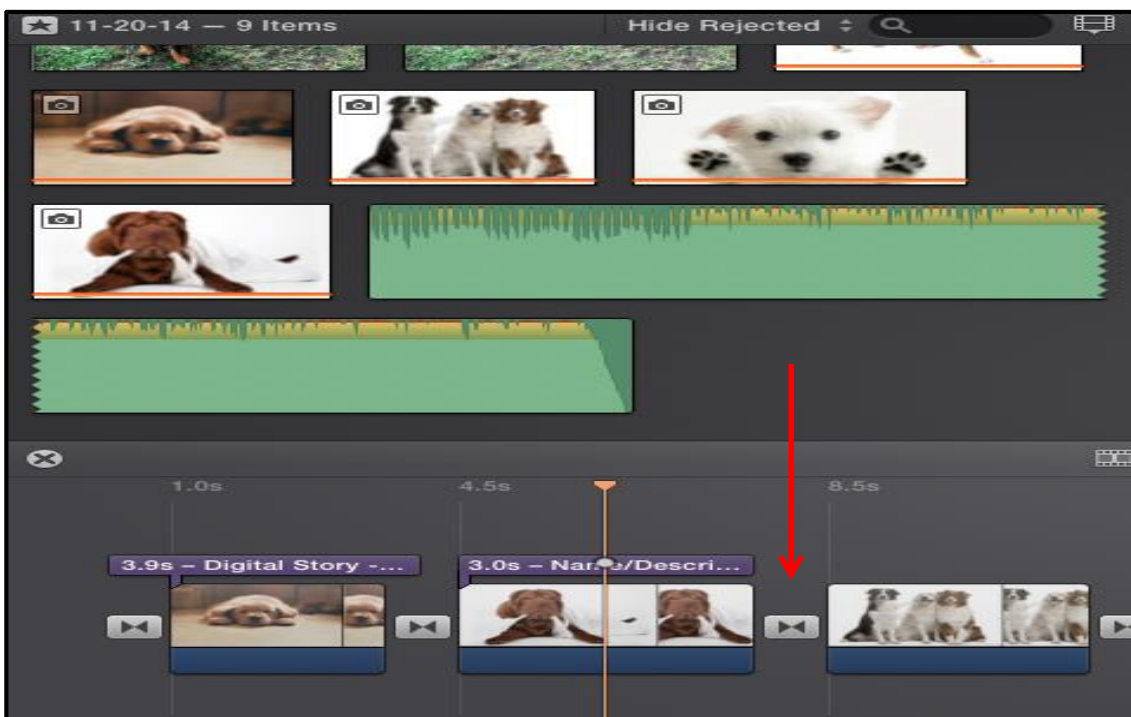 11-20-14 — 9 Items Hide Rejected
1.0s 4.5s 8.5s
3.9s – Digital Story -... 3.0s – Name/Descri...